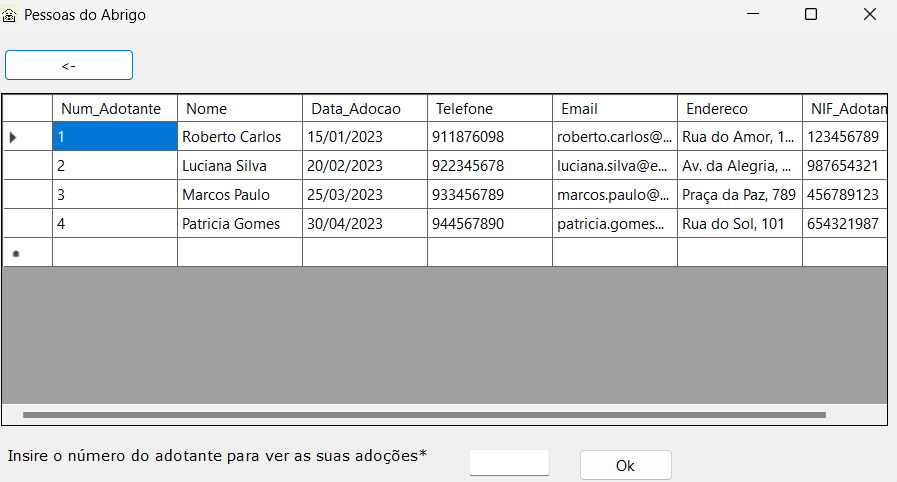 Pessoas do Abrigo
<-
Num_Adotante Nome Data_Adocao Telefone Email Endereco NIF_Adotan
1 Roberto Carlos 15/01/2023 911876098 roberto.carlos@... Rua do Amor, 1... 123456789
2 Luciana Silva 20/02/2023 922345678 luciana.silva@e... Av. da Alegria, ... 987654321
3 Marcos Paulo 25/03/2023 933456789 marcos.paulo@... Praça da Paz, 789 456789123
4 Patricia Gomes 30/04/2023 944567890 patricia.gomes... Rua do Sol, 101 654321987
Insire o número do adotante para ver as suas adoções* Ok